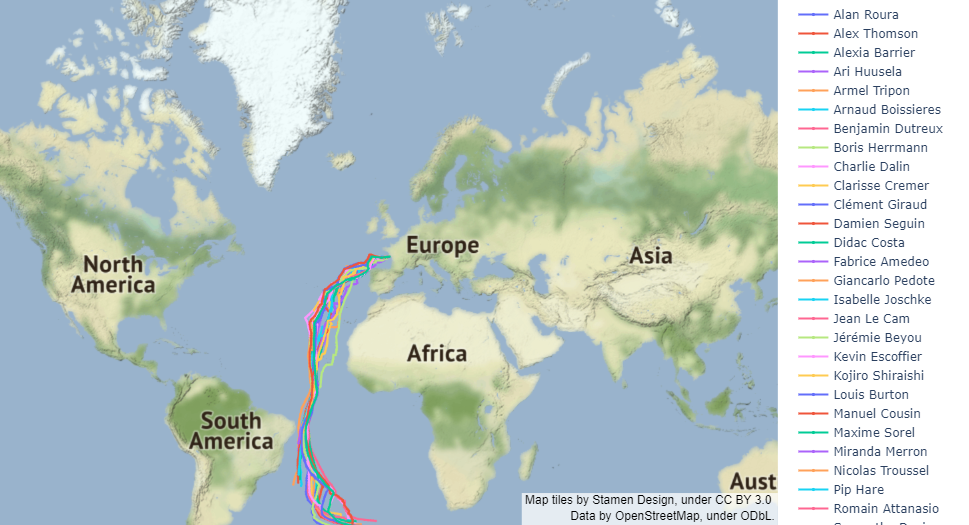 North
America
South
America
Europe
Africa
Asia
Aust
Map tiles by Stamen Design, under CC BY 3.0
Data by OpenStreetMap, under ODbL.
Alan Roura
Alex Thomson
Alexia Barrier
Ari Huusela
Armel Tripon
Arnaud Boissieres
Benjamin Dutreux
Boris Herrmann
Charlie Dalin
Clarisse Cremer
Clément Giraud
Damien Seguin
Didac Costa
Fabrice Amedeo
Giancarlo Pedote
Isabelle Joschke
Jean Le Cam
Jérémie Beyou
Kevin Escoffier
Kojiro Shiraishi
Louis Burton
Manuel Cousin
Maxime Sorel
Miranda Merron
Nicolas Troussel
Pip Hare
Romain Attanasio